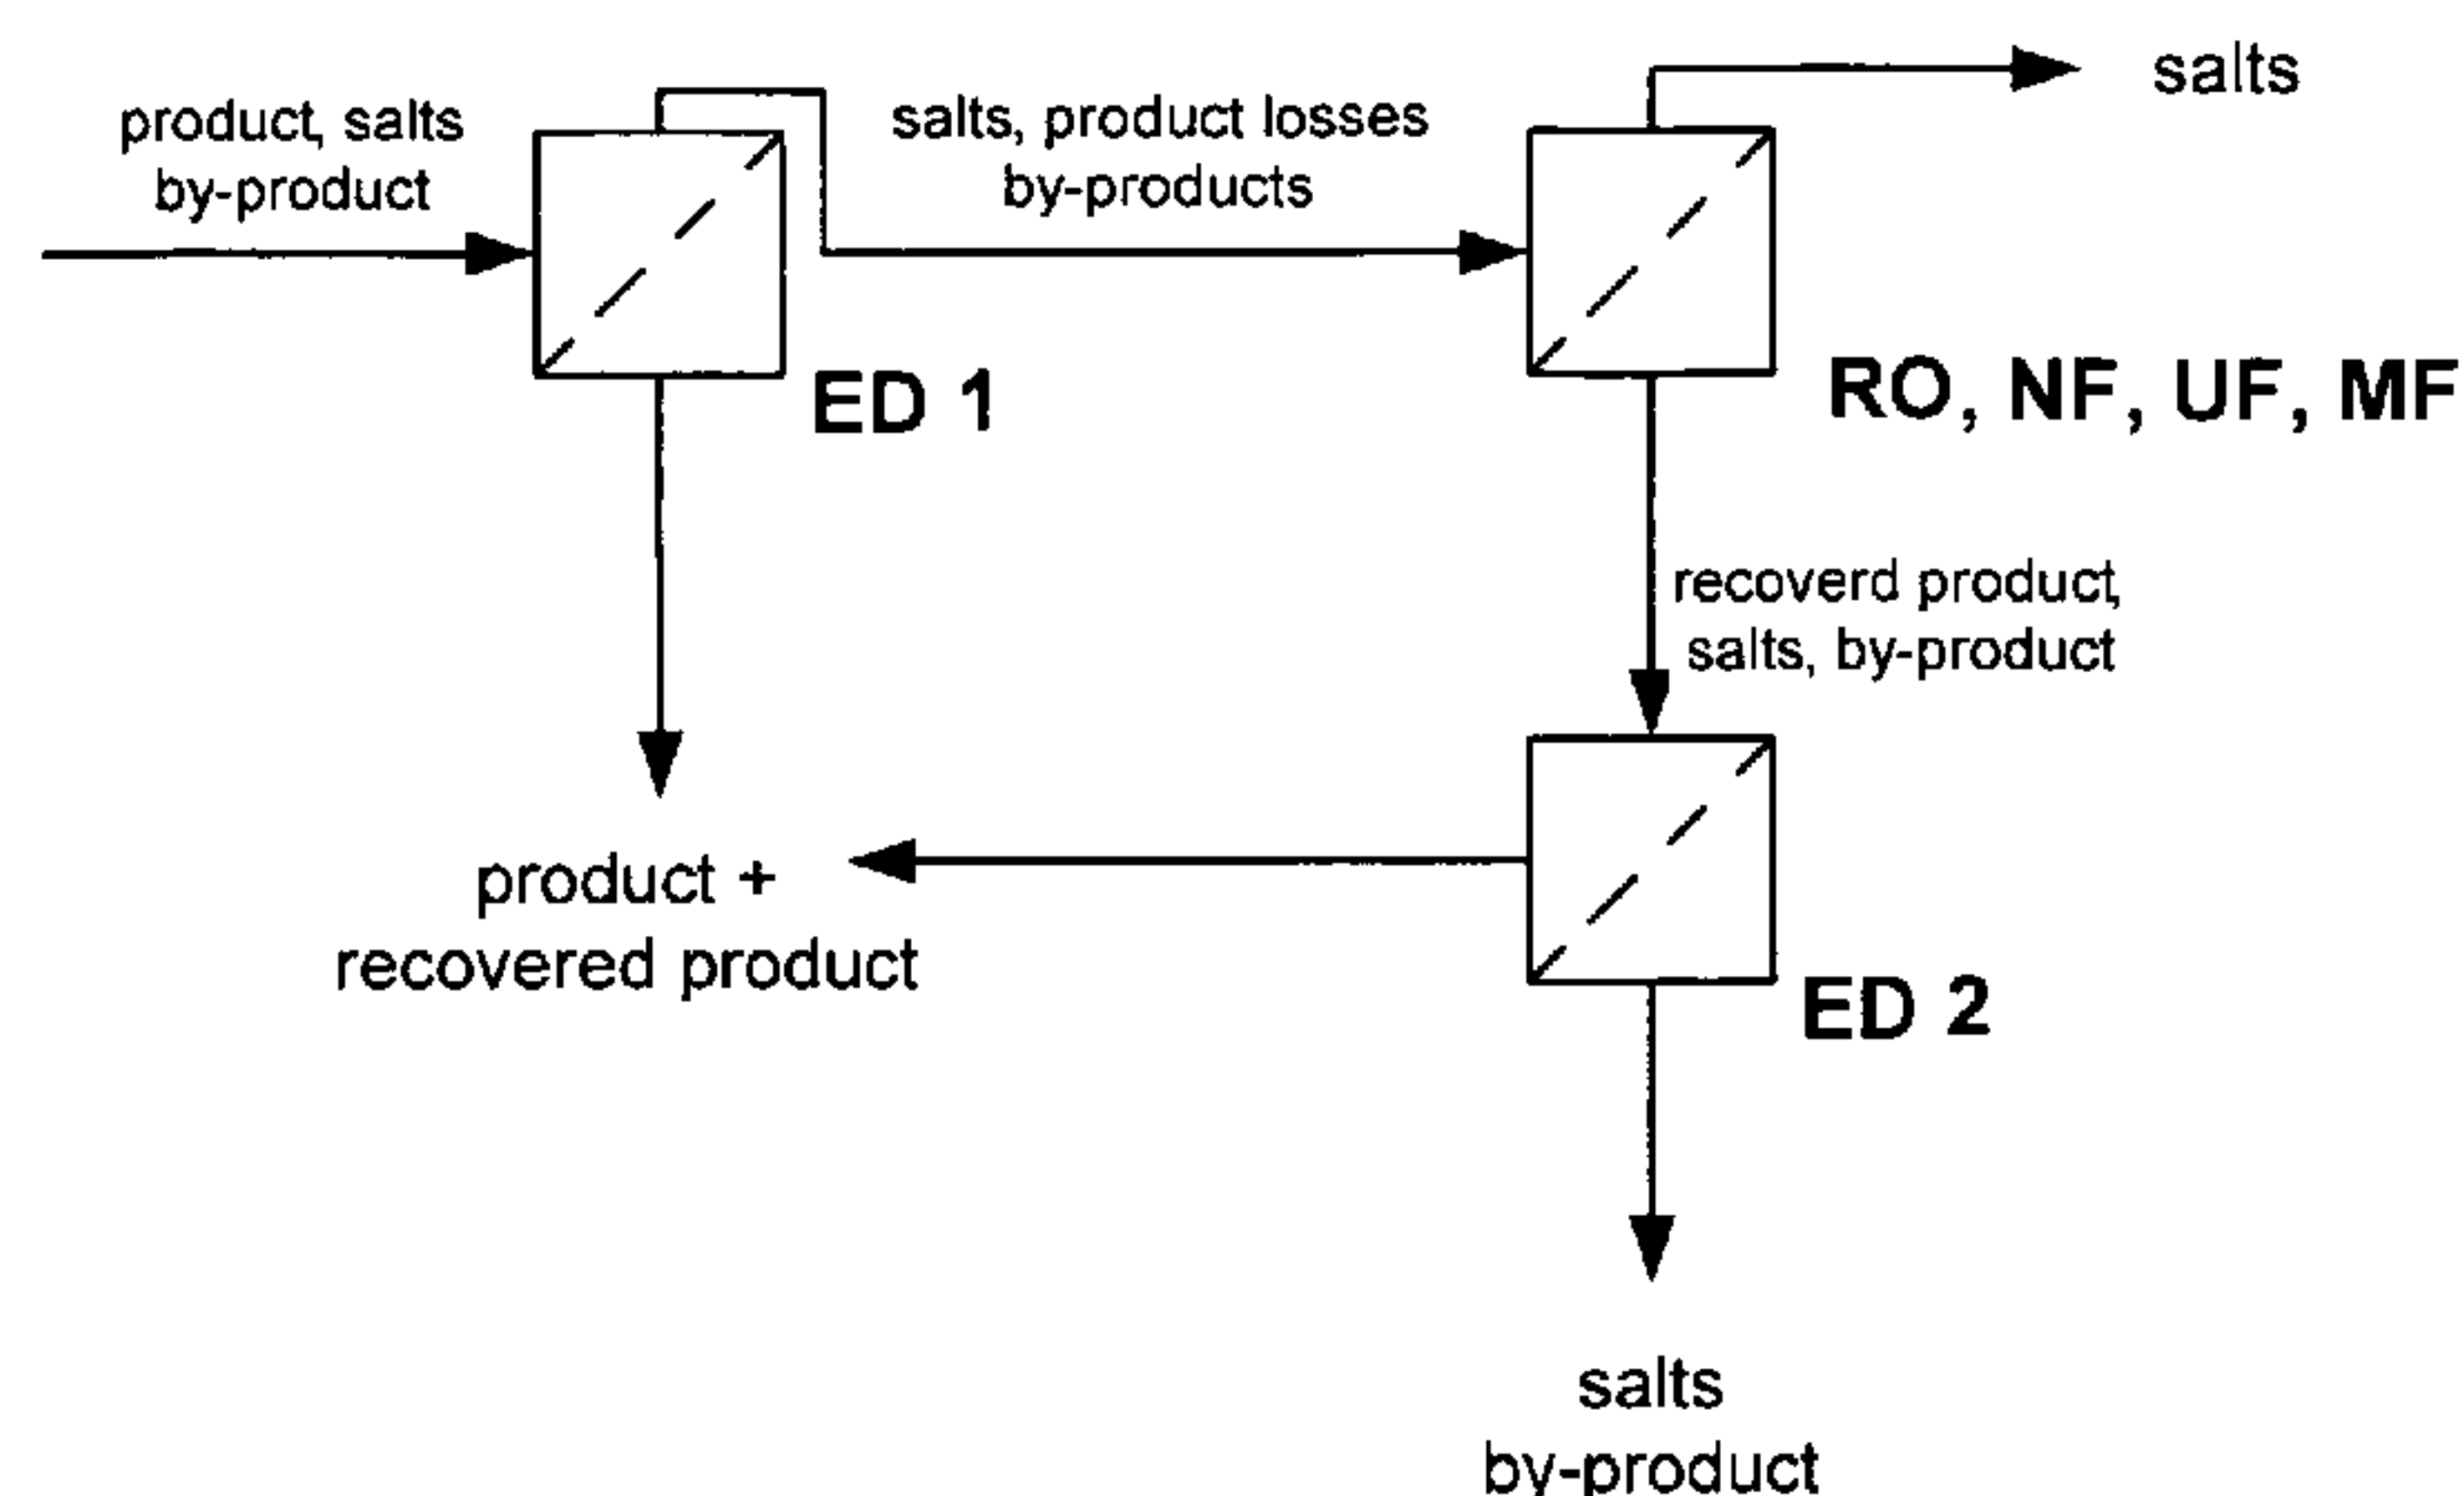 salts
product, salts
by-product
salts, product losses
by-products
ED 1
RO, NF, UF, MF
recoverd product,
salts, by-product
product +
recovered product
ED 2
salts
by-product